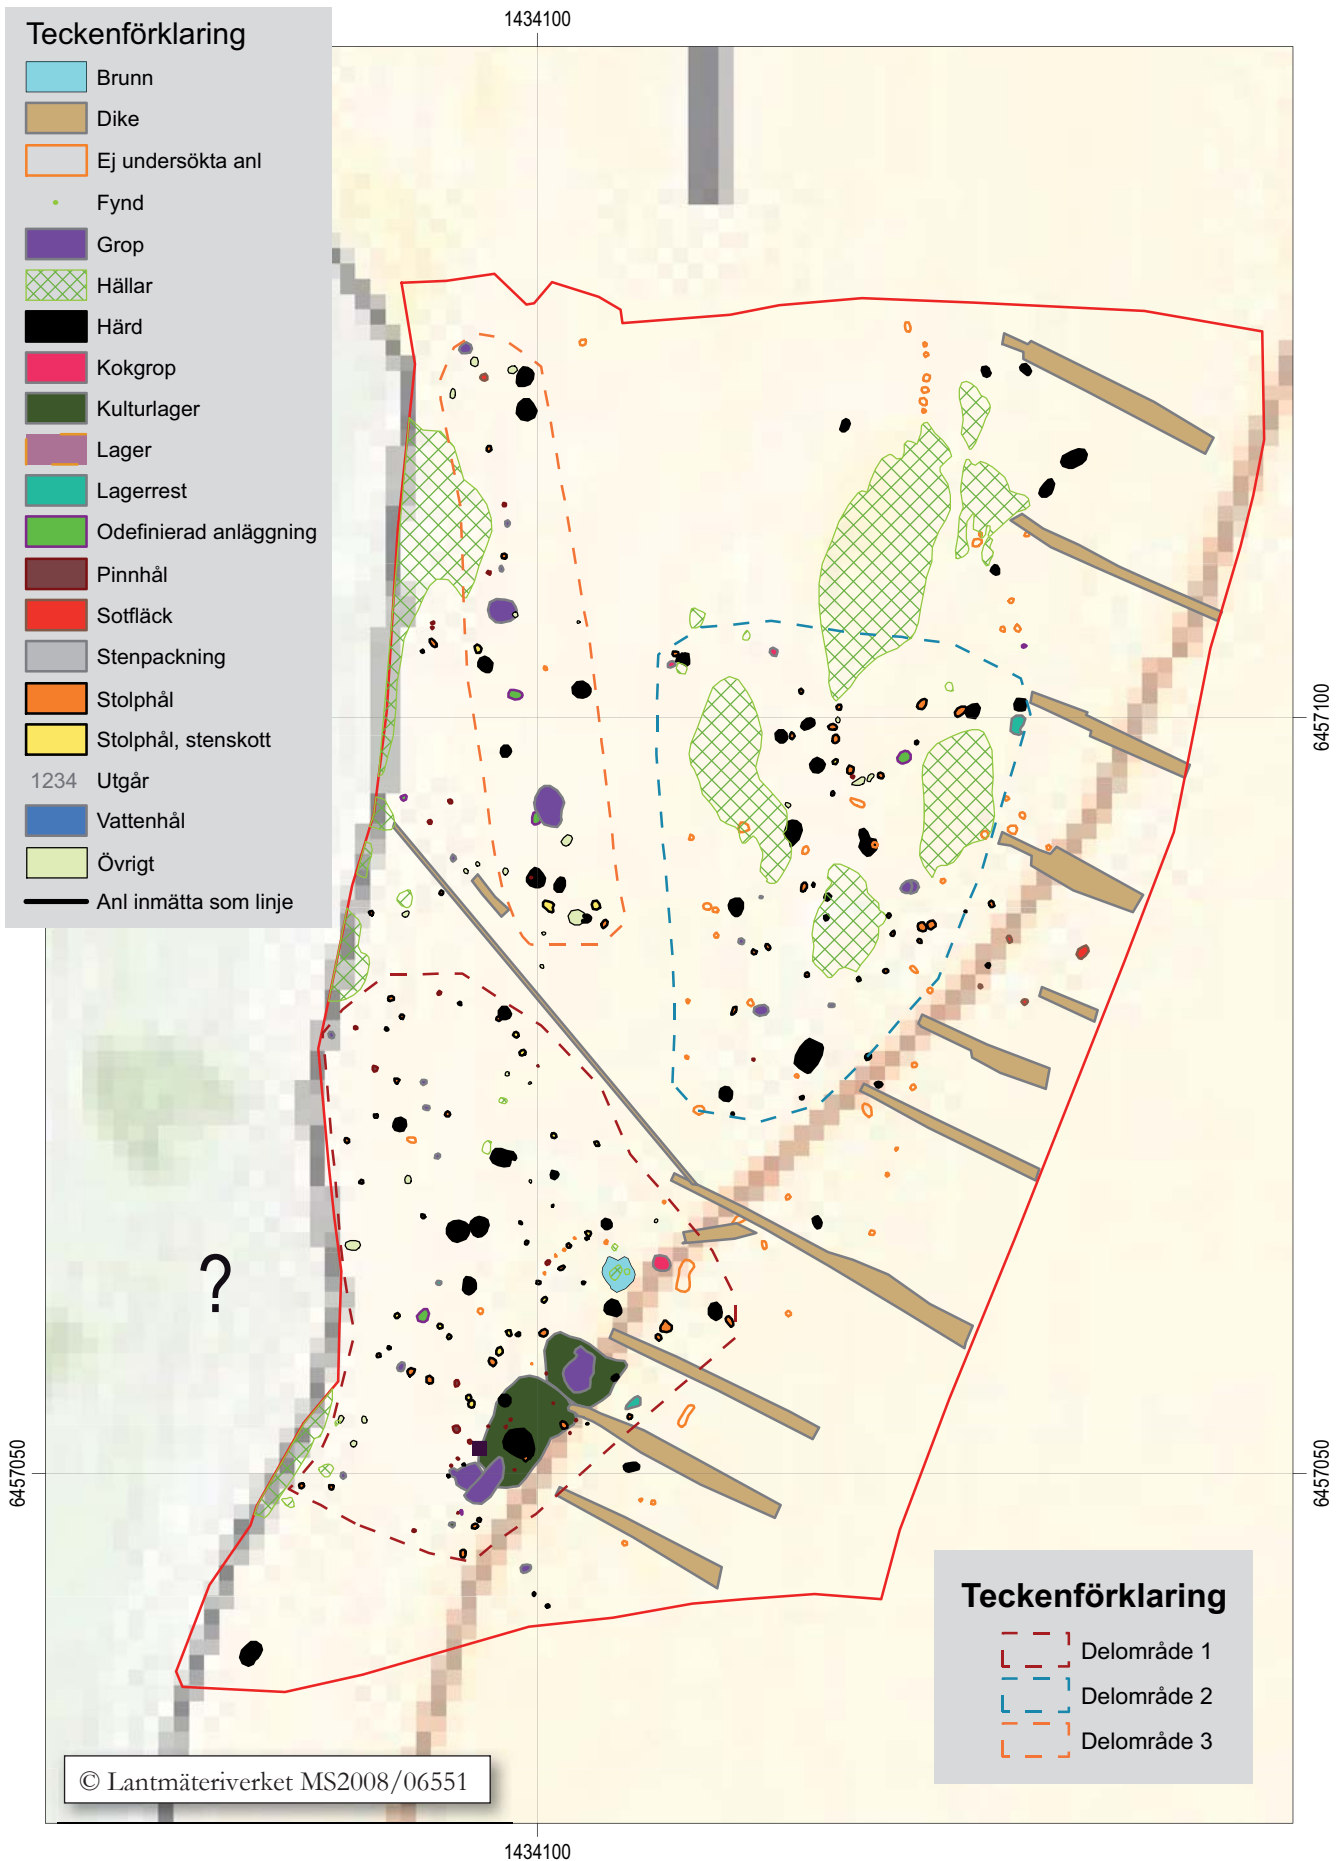 1434100
Teckenförklaring
Brunn
Dike
Ej undersökta anl
Fynd
Grop
Hällar
Härd
Kokgrop
Kulturlager
Lager
Lagerrest
Odefinierad anläggning
Pinnhål
Sotfläck
Stenpackning
Stolphål
Stolphål, stenskott
1234 Utgår
Vattenhål
Övrigt
Anl inmätta som linje
6457100
?
6457050
6457050
Teckenförklaring
Delområde 1
Delområde 2
Delområde 3
© Lantmäteriverket MS2008/06551
1434100